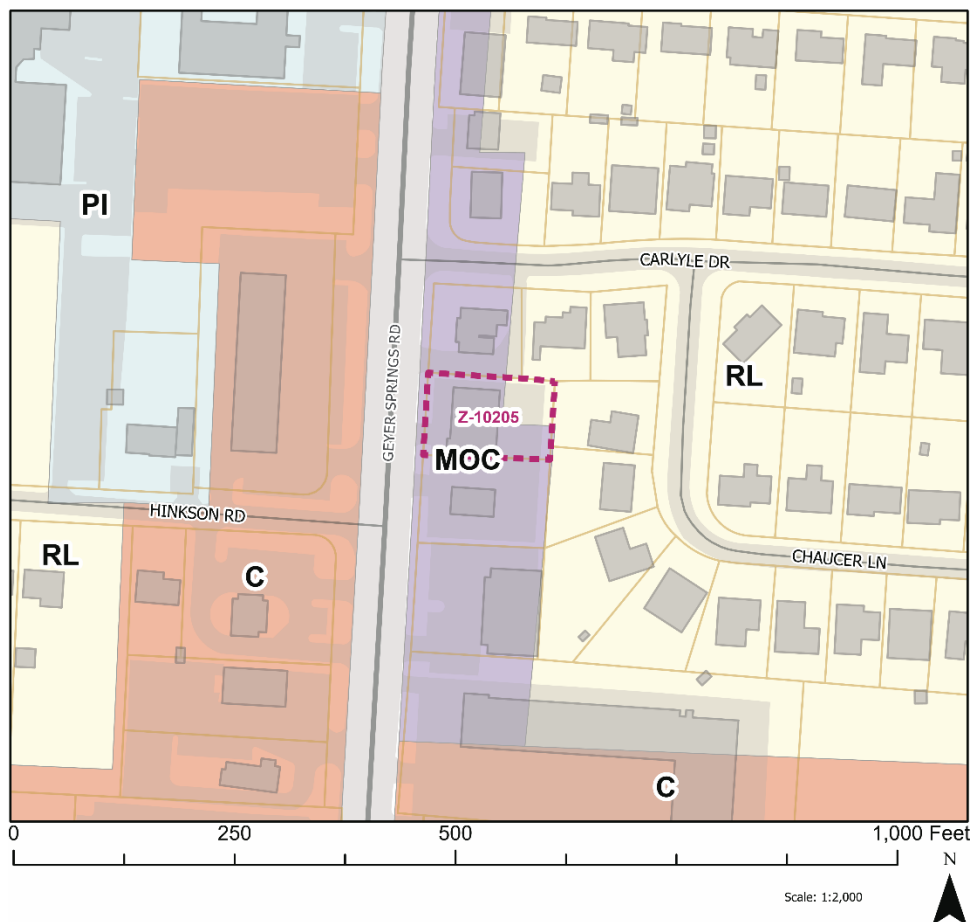 PI
CARLYLE DR
GEYER SPRINGS RD
RL
Z-10205
MOC
HINKSON RD
RL
C
CHAUCER LN
C
0 250 500 1,000 Feet
N
Scale: 1:2,000